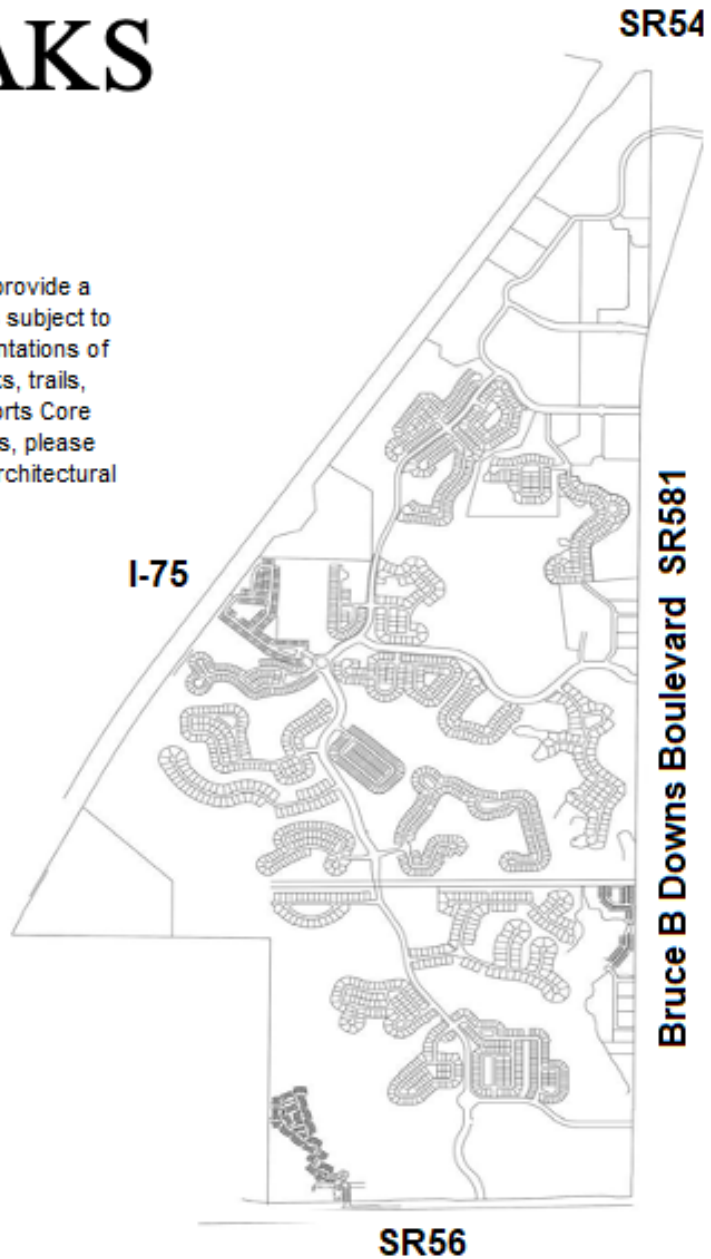 AKS
SR54
provide a
subject to
ntations of
ts, trails,
orts Core
s, please
rchitectural
I-75
Bruce B Downs Boulevard SR581
SR56